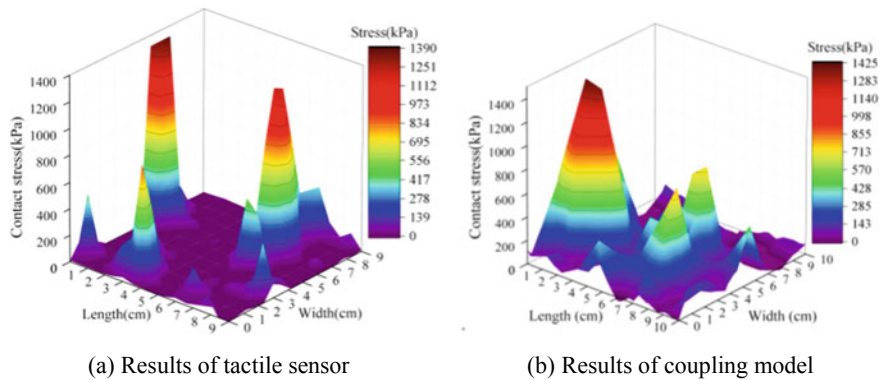 Stress(kPa)
1390
1251
1112
973
834
695
556
417
278
139
0
1400
1200
1000
800
600
400
200
0
Contact stress(kPa)
1 2 3 4 5 6 7 8 9
Length(cm)
0 1 2 3 4 5 6 7 8 9
Width(cm)
(a) Results of tactile sensor
Stress(kPa)
1425
1283
1140
998
855
713
570
428
285
143
0
1400
1200
1000
800
600
400
200
0
Contact stress(kPa)
1 2 3 4 5 6 7 8 9 10
Length (cm)
0 1 2 3 4 5 6 7 8 9 10
Width (cm)
(b) Results of coupling model